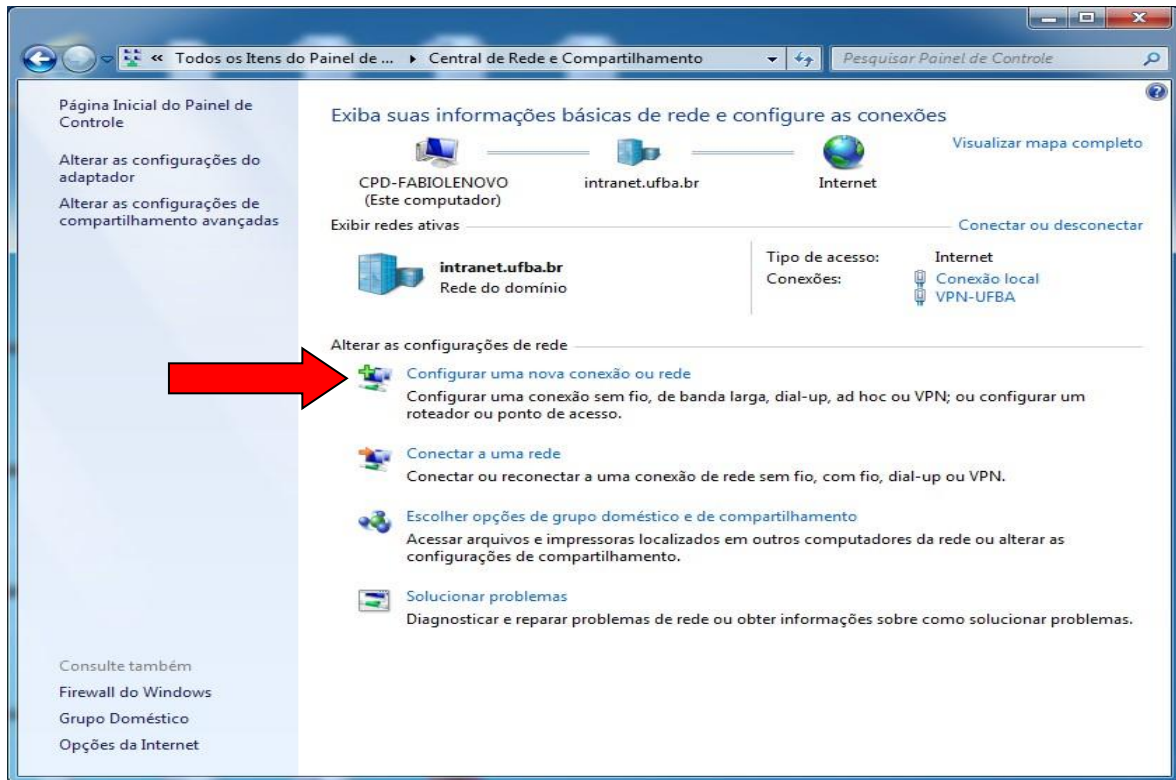 « Todos os Itens do Painel de ... ▸ Central de Rede e Compartilhamento
Pesquisar Painel de Controle
Página Inicial do Painel de
Controle
Alterar as configurações do
adaptador
Alterar as configurações de
compartilhamento avançadas
Exiba suas informações básicas de rede e configure as conexões
Visualizar mapa completo
CPD-FABIOLENOVO
(Este computador)
intranet.ufba.br
Internet
Exibir redes ativas
Conectar ou desconectar
intranet.ufba.br
Rede do domínio
Tipo de acesso: Internet
Conexões: Conexão local
VPN-UFBA
Alterar as configurações de rede
Configurar uma nova conexão ou rede
Configurar uma conexão sem fio, de banda larga, dial-up, ad hoc ou VPN; ou configurar um
roteador ou ponto de acesso.
Conectar a uma rede
Conectar ou reconectar a uma conexão de rede sem fio, com fio, dial-up ou VPN.
Escolher opções de grupo doméstico e de compartilhamento
Acessar arquivos e impressoras localizados em outros computadores da rede ou alterar as
configurações de compartilhamento.
Solucionar problemas
Diagnosticar e reparar problemas de rede ou obter informações sobre como solucionar problemas.
Consulte também
Firewall do Windows
Grupo Doméstico
Opções da Internet